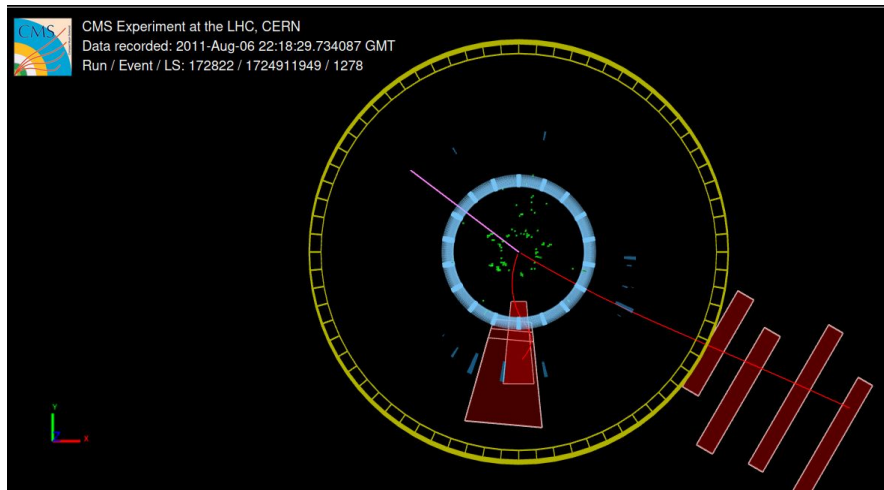 CMS
CMS Experiment at the LHC, CERN
Data recorded: 2011-Aug-06 22:18:29.734087 GMT
Run / Event / LS: 172822 / 1724911949 / 1278
Y
X